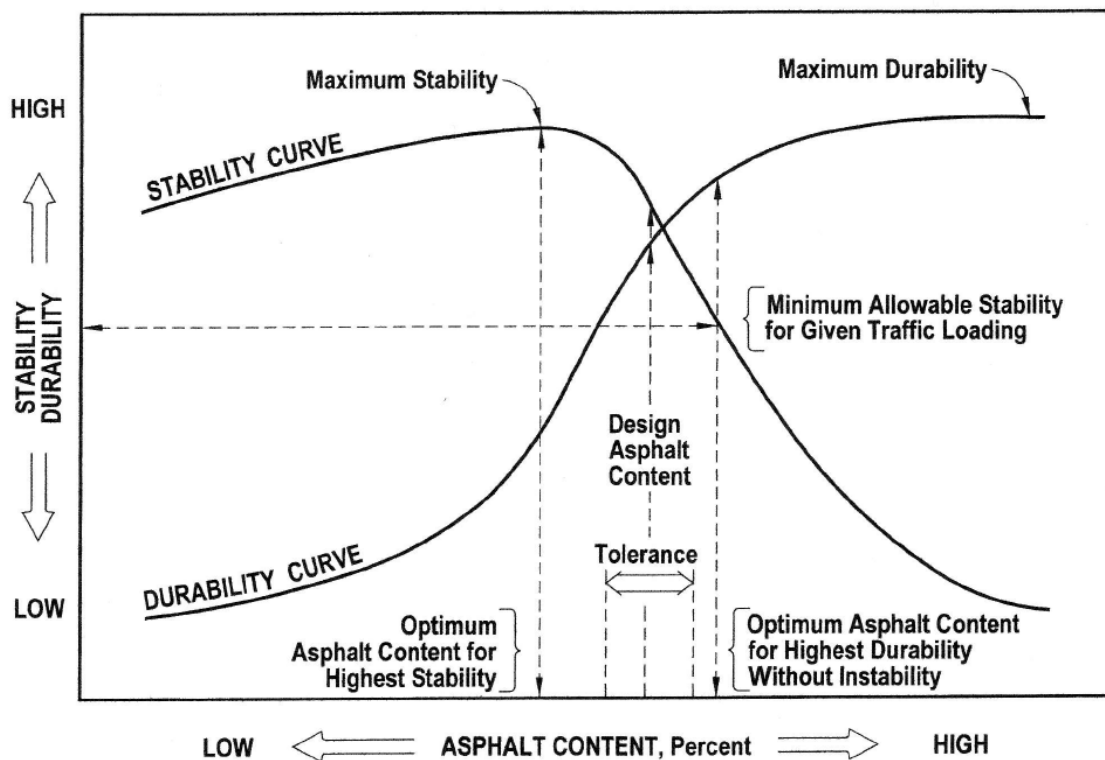 Maximum Stability
Maximum Durability
HIGH
STABILITY CURVE
STABILITY
DURABILITY
Minimum Allowable Stability
for Given Traffic Loading
Design
Asphalt
Content
Tolerance
DURABILITY CURVE
LOW
Optimum
Asphalt Content for
Highest Stability
Optimum Asphalt Content
for Highest Durability
Without Instability
LOW
ASPHALT CONTENT, Percent
HIGH